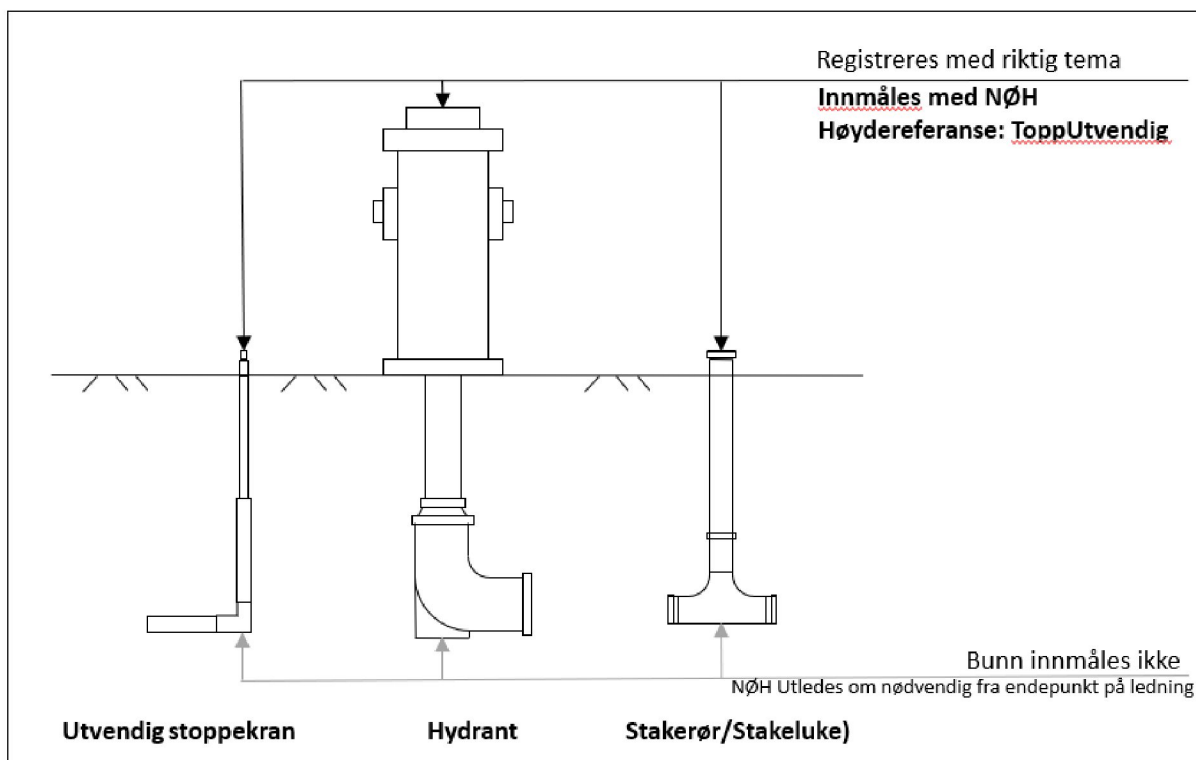 Registreres med riktig tema
Innmåles med NØH
Høydereferanse: ToppUtvendig
Bunn innmåles ikke
NØH Utledes om nødvendig fra endepunkt på ledning
Utvendig stoppekran
Hydrant
Stakerør/Stakeluke)